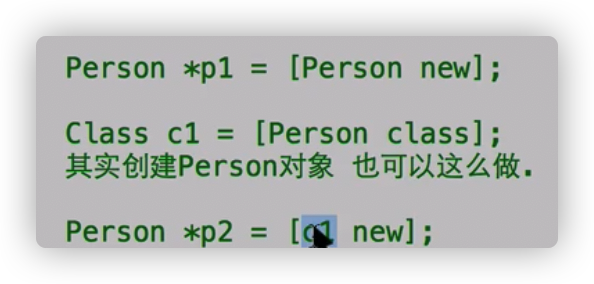 Person *p1 = [Person new];
Class c1 = [Person class];
其实创建Person对象 也可以这么做.
Person *p2 = [c1 new];